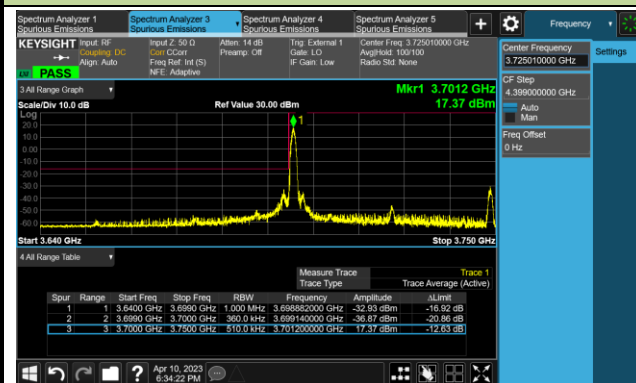 Spectrum Analyzer 1
Spurious Emissions
Spectrum Analyzer 3
Spurious Emissions
Spectrum Analyzer 4
Spurious Emissions
Spectrum Analyzer 5
Spurious Emissions
+
Frequency
KEYSIGHT
Input: RF
Coupling: DC
Align: Auto
Input Z: 50 Ω
Corr CCorr
Freq Ref: Int (S)
NFE: Adaptive
Atten: 14 dB
Preamp: Off
Trig: External 1
Gate: LO
IF Gain: Low
Center Freq: 3.725010000 GHz
Avg|Hold: 100/100
Radio Std: None
PASS
Center Frequency
3.725010000 GHz
Settings
CF Step
4.399000000 GHz
Auto
Man
Freq Offset
0 Hz
3 All Range Graph
Mkr1 3.7012 GHz
Scale/Div 10.0 dB
Ref Value 30.00 dBm
17.37 dBm
Log
20.0
10.0
0.00
-10.0
-20.0
-30.0
-40.0
-50.0
-60.0
1
Start 3.640 GHz
Stop 3.750 GHz
4 All Range Table
Measure Trace Trace 1
Trace Type Trace Average (Active)
Spur Range Start Freq Stop Freq RBW Frequency Amplitude ΔLimit
1 1 3.6400 GHz 3.6990 GHz 1.000 MHz 3.698882000 GHz -32.93 dBm -16.92 dB
2 2 3.6990 GHz 3.7000 GHz 360.0 kHz 3.699140000 GHz -36.87 dBm -20.86 dB
3 3 3.7000 GHz 3.7500 GHz 510.0 kHz 3.701200000 GHz 17.37 dBm -12.63 dB
?
Apr 10, 2023
6:34:22 PM